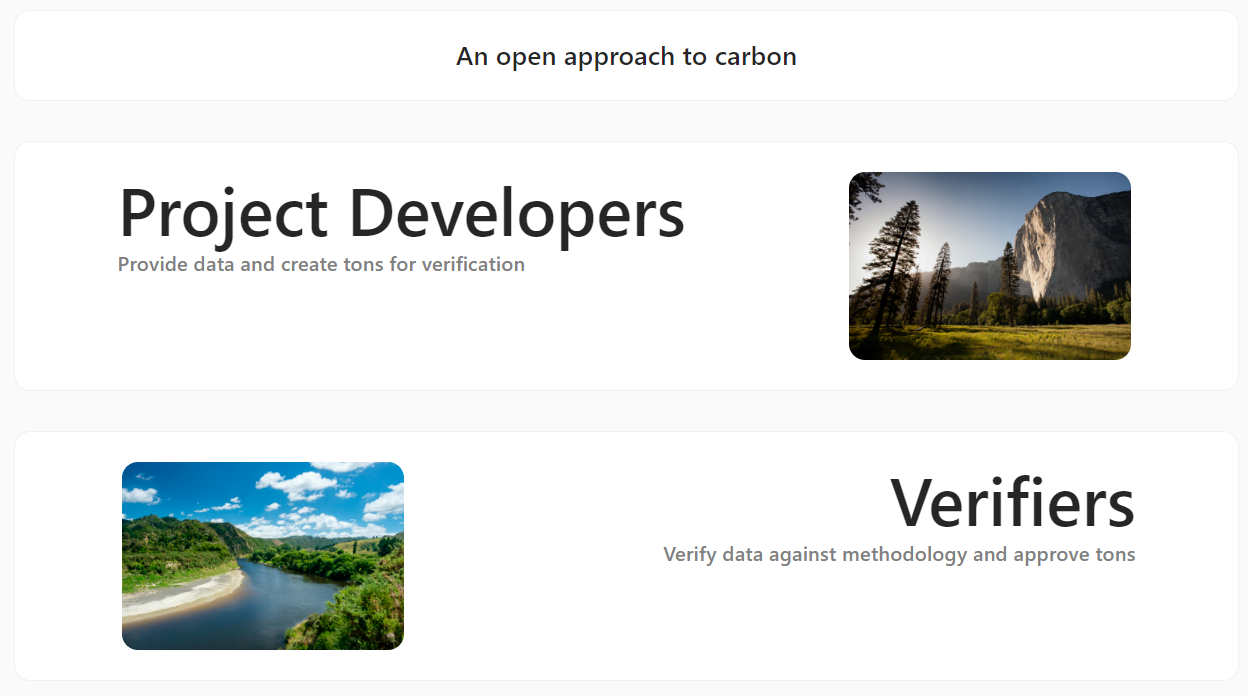 An open approach to carbon
Project Developers
Provide data and create tons for verification
Verifiers
Verify data against methodology and approve tons